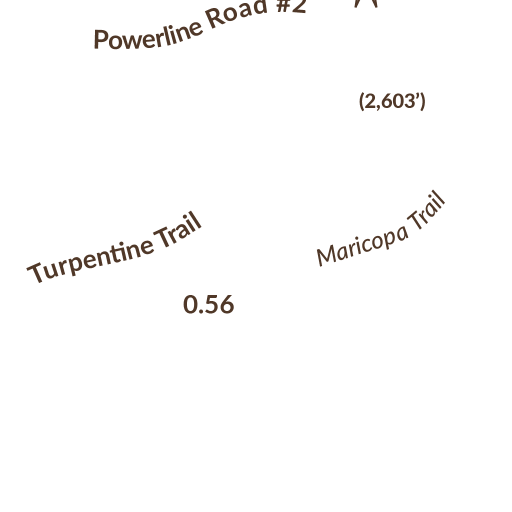 Powerline Road #2
(2,603’)
Turpentine Trail
Maricopa Trail
0.56